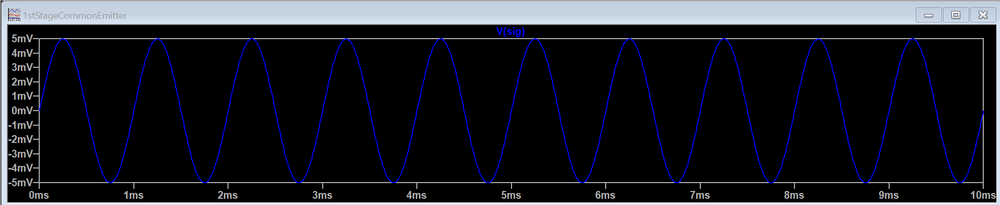 1stStageCommonEmitter
V(sig)
5mV
4mV
3mV
2mV
1mV
0mV
-1mV
-2mV
-3mV
-4mV
-5mV
0ms 1ms 2ms 3ms 4ms 5ms 6ms 7ms 8ms 9ms 10ms